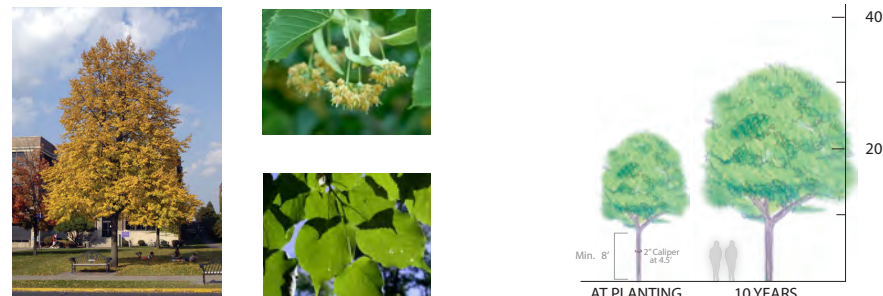 40
20
Min. 8'
2" Caliper
at 4.5'
AT PLANTING
10 YEARS